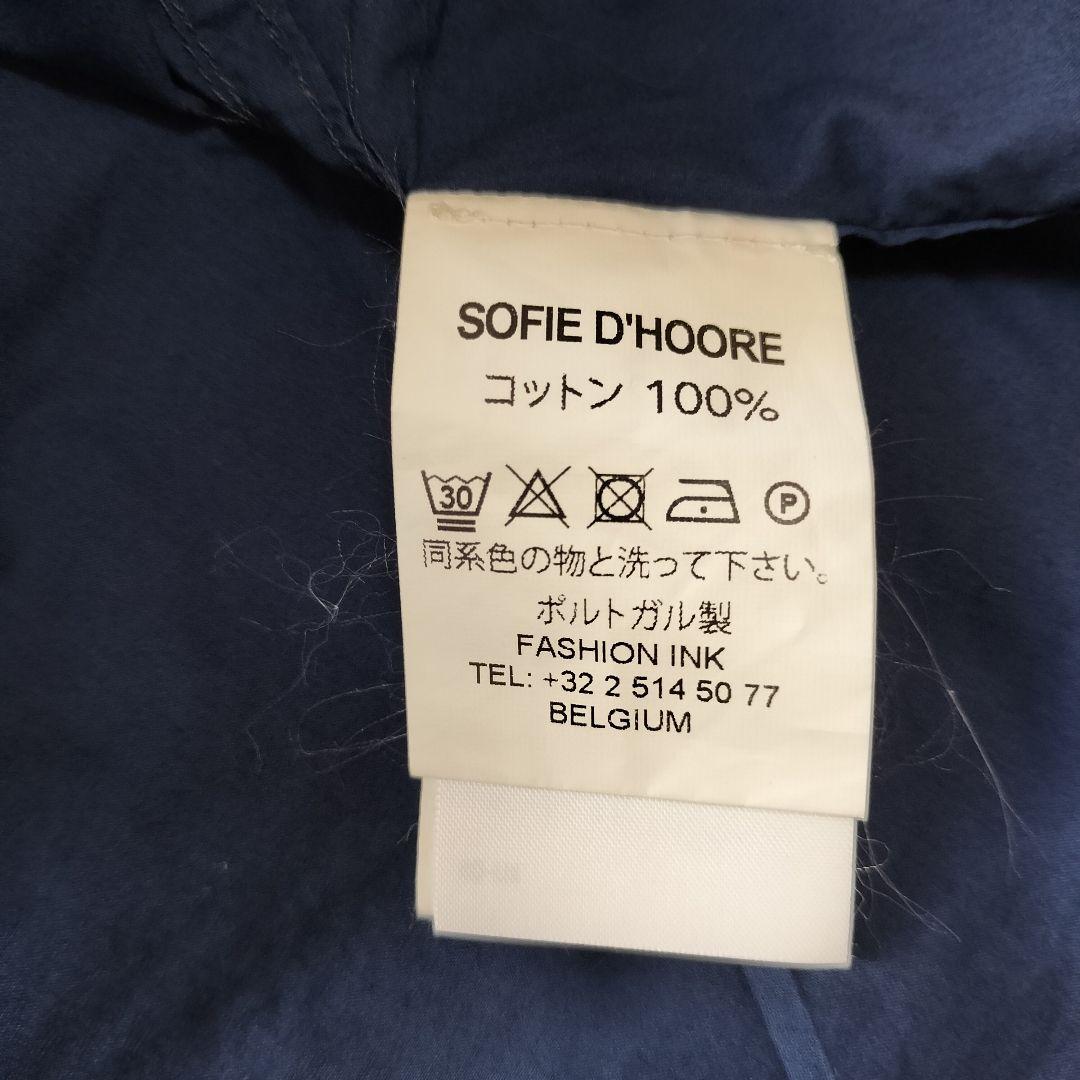 SOFIE D'HOORE
コットン 100%
30 P
同系色の物と洗って下さい。
ポルトガル製
FASHION INK
TEL: +32 2 514 50 77
BELGIUM